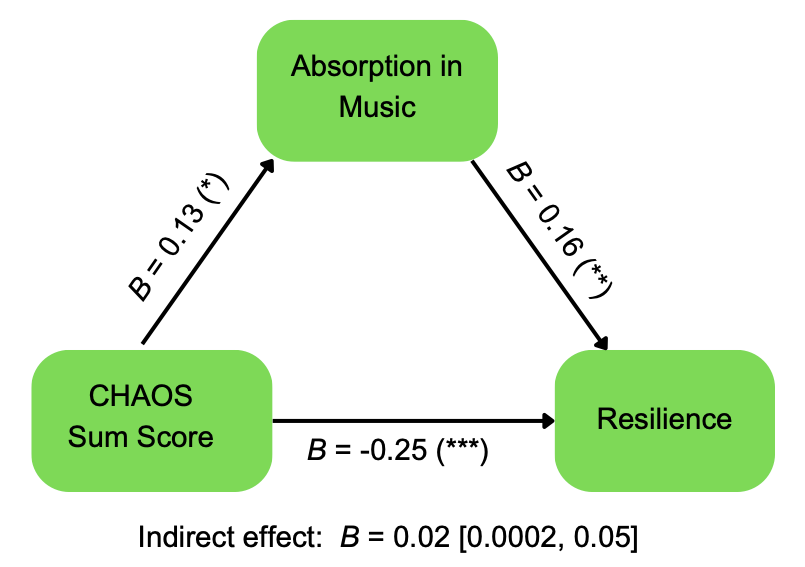 Absorption in
Music
B = 0.13 (*)
B = 0.16 (**)
CHAOS
Sum Score
Resilience
B = -0.25 (***)
Indirect effect: B = 0.02 [0.0002, 0.05]